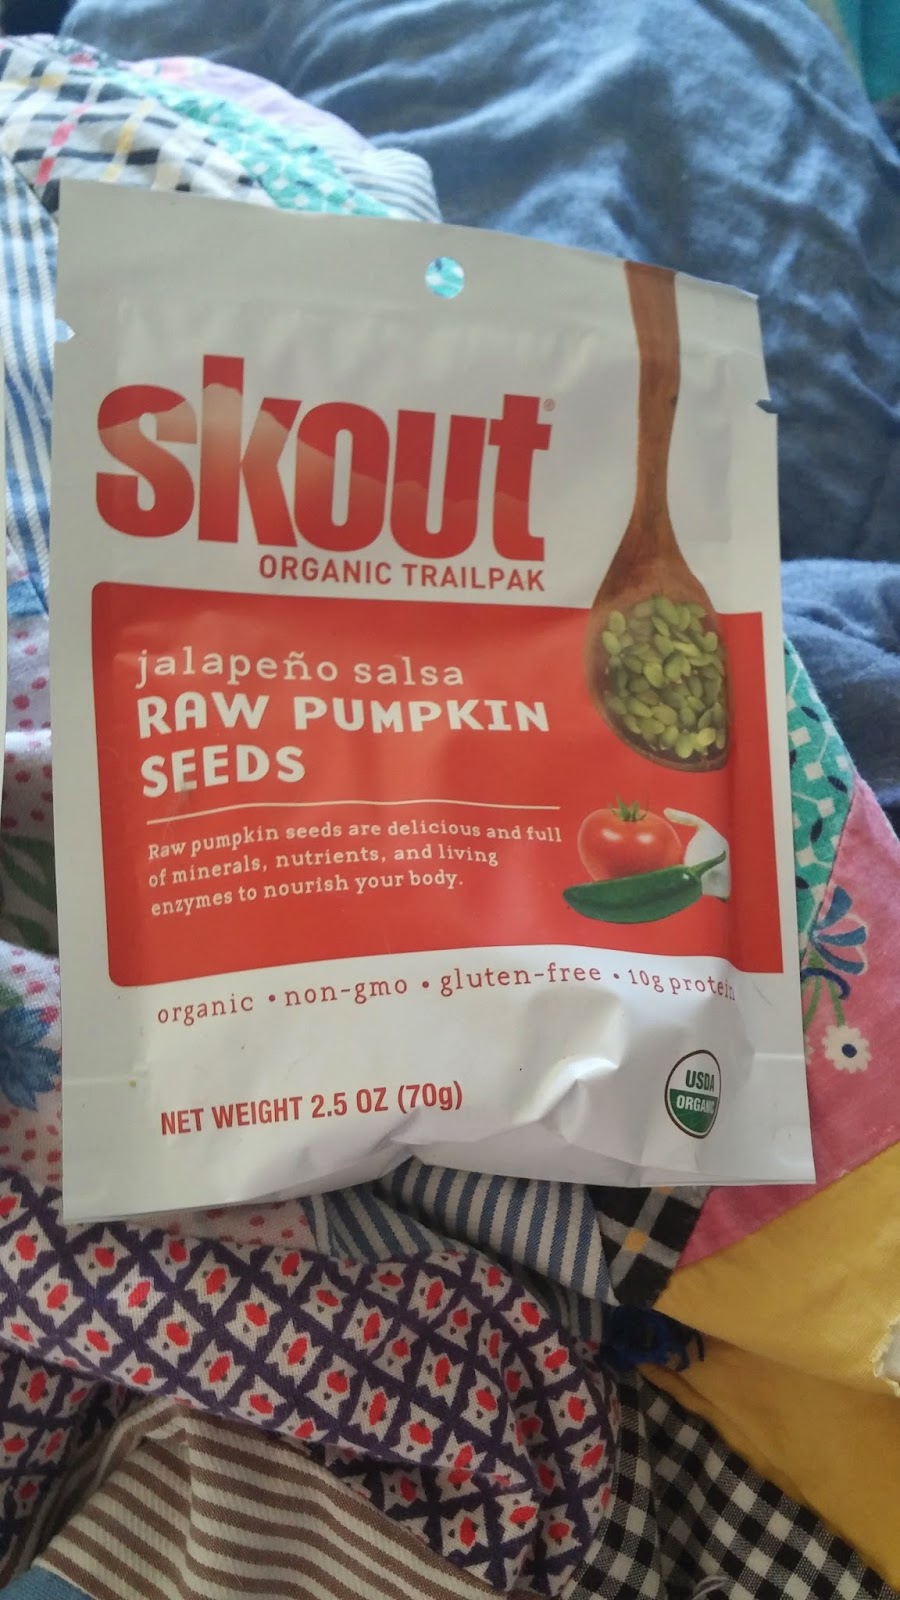 skout®
ORGANIC TRAILPAK
jalapeño salsa
RAW PUMPKIN
SEEDS
Raw pumpkin seeds are delicious and full
of minerals, nutrients, and living
enzymes to nourish your body.
organic • non-gmo • gluten-free • 10g protein
NET WEIGHT 2.5 OZ (70g)
USDA
ORGANIC